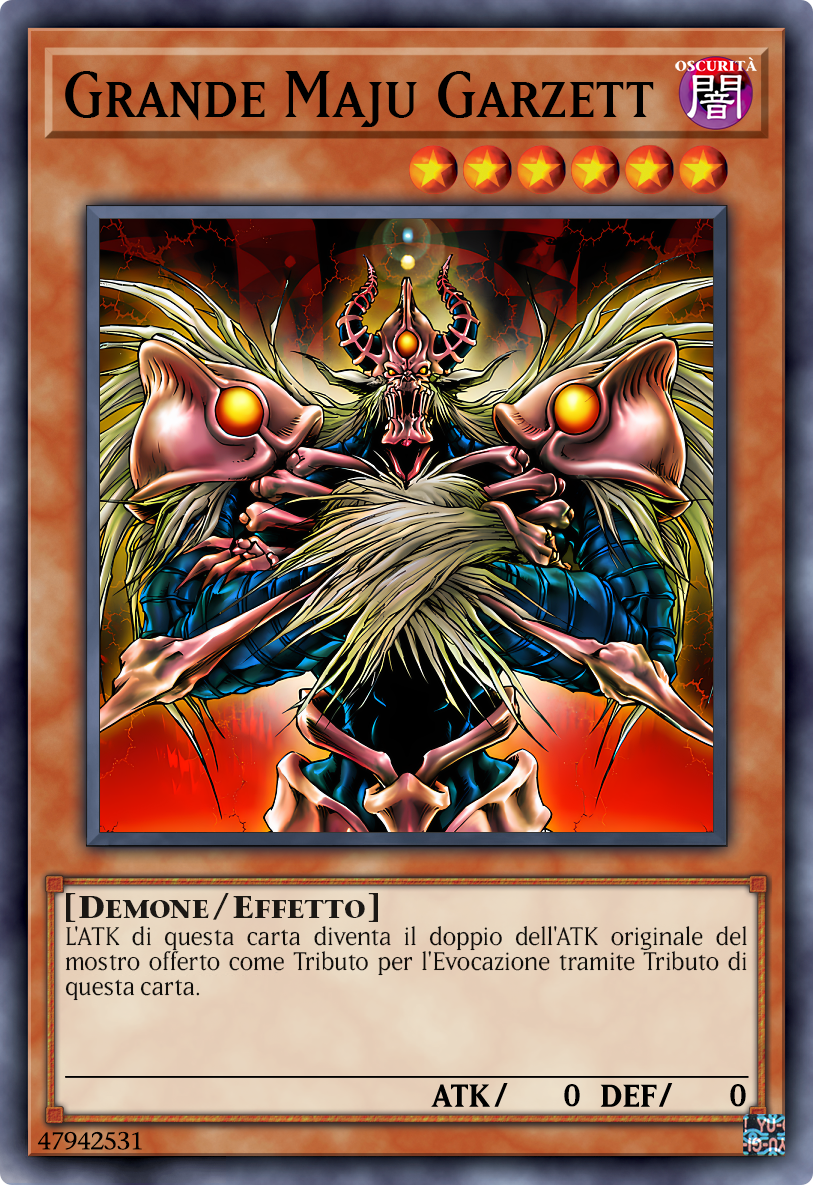 Grande Maju Garzett
OSCURITÀ
闇
[Demone/Effetto]
L'ATK di questa carta diventa il doppio dell'ATK originale del
mostro offerto come Tributo per l'Evocazione tramite Tributo di
questa carta.
ATK/ 0 DEF/ 0
47942531